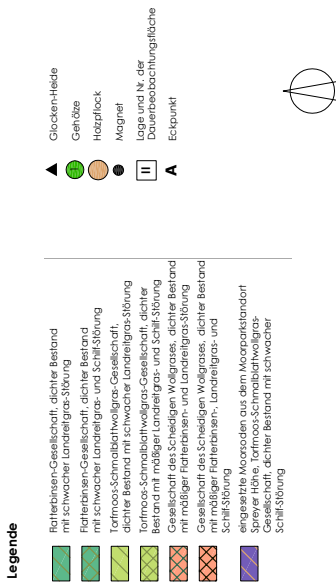 Legende
Flatterbinsen-Gesellschaft, dichter Bestand
mit schwacher Landreitgras-Störung
Flatterbinsen-Gesellschaft, dichter Bestand
mit schwacher Landreitgras- und Schilf-Störung
Torfmoos-Schmalblattwollgras-Gesellschaft,
dichter Bestand mit schwacher Landreitgras-Störung
Torfmoos-Schmalblattwollgras-Gesellschaft, dichter
Bestand mit mäßiger Landreitgras- und Schilf-Störung
Gesellschaft des Scheidigen Wollgrases, dichter Bestand
mit mäßiger Flatterbinsen- und Landreitgras-Störung
Gesellschaft des Scheidigen Wollgrases, dichter Bestand
mit mäßiger Flatterbinsen-, Landreitgras- und
Schilf-Störung
eingesetzte Moorsoden aus dem Moorparkstandort
Spreyer Höhe, Torfmoos-Schmalblattwollgras-
Gesellschaft, dichter Bestand mit schwacher
Schilf-Störung
Glocken-Heide
1 Gehölze
Holzpflock
Magnet
II Lage und Nr. der
Dauerbeobachtungsfläche
A Eckpunkt